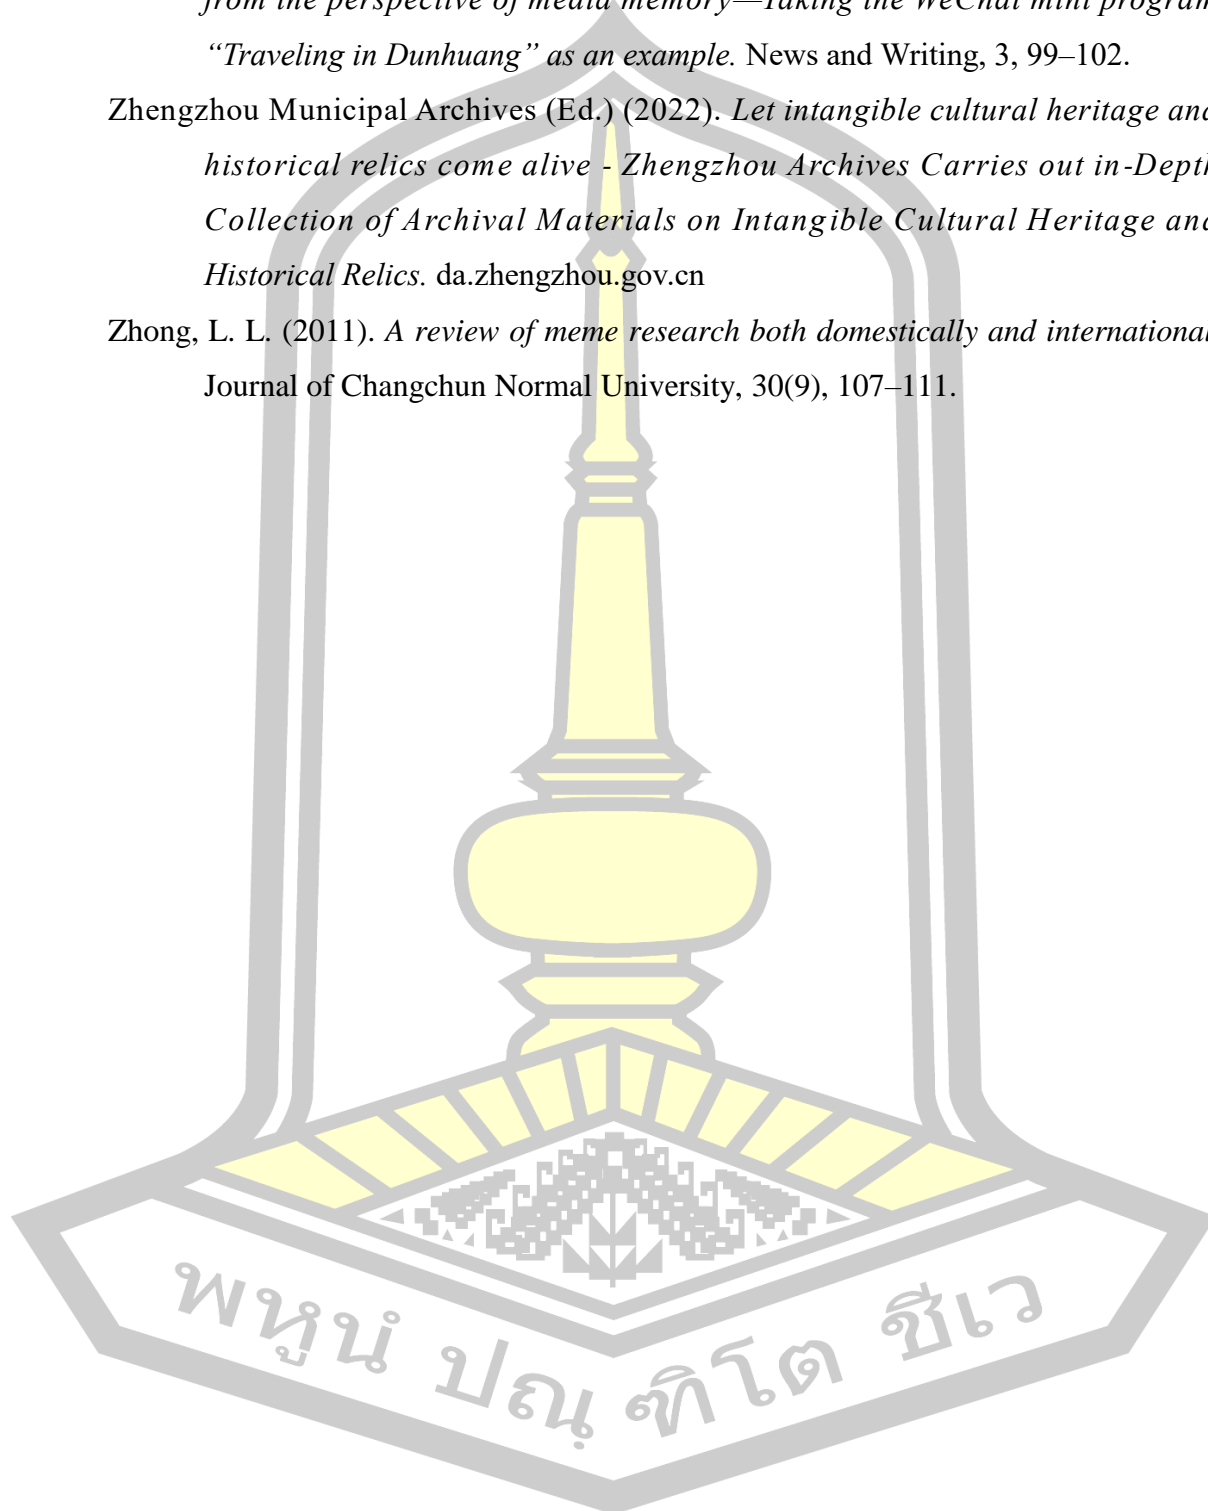 from the perspective of media memory—Taking the WeChat mini program
“Traveling in Dunhuang” as an example. News and Writing, 3, 99–102.
Zhengzhou Municipal Archives (Ed.) (2022). Let intangible cultural heritage and
historical relics come alive - Zhengzhou Archives Carries out in-Depth
Collection of Archival Materials on Intangible Cultural Heritage and
Historical Relics. da.zhengzhou.gov.cn
Zhong, L. L. (2011). A review of meme research both domestically and international
Journal of Changchun Normal University, 30(9), 107–111.
พหูนํ ปณฺฑิโต ชีเว